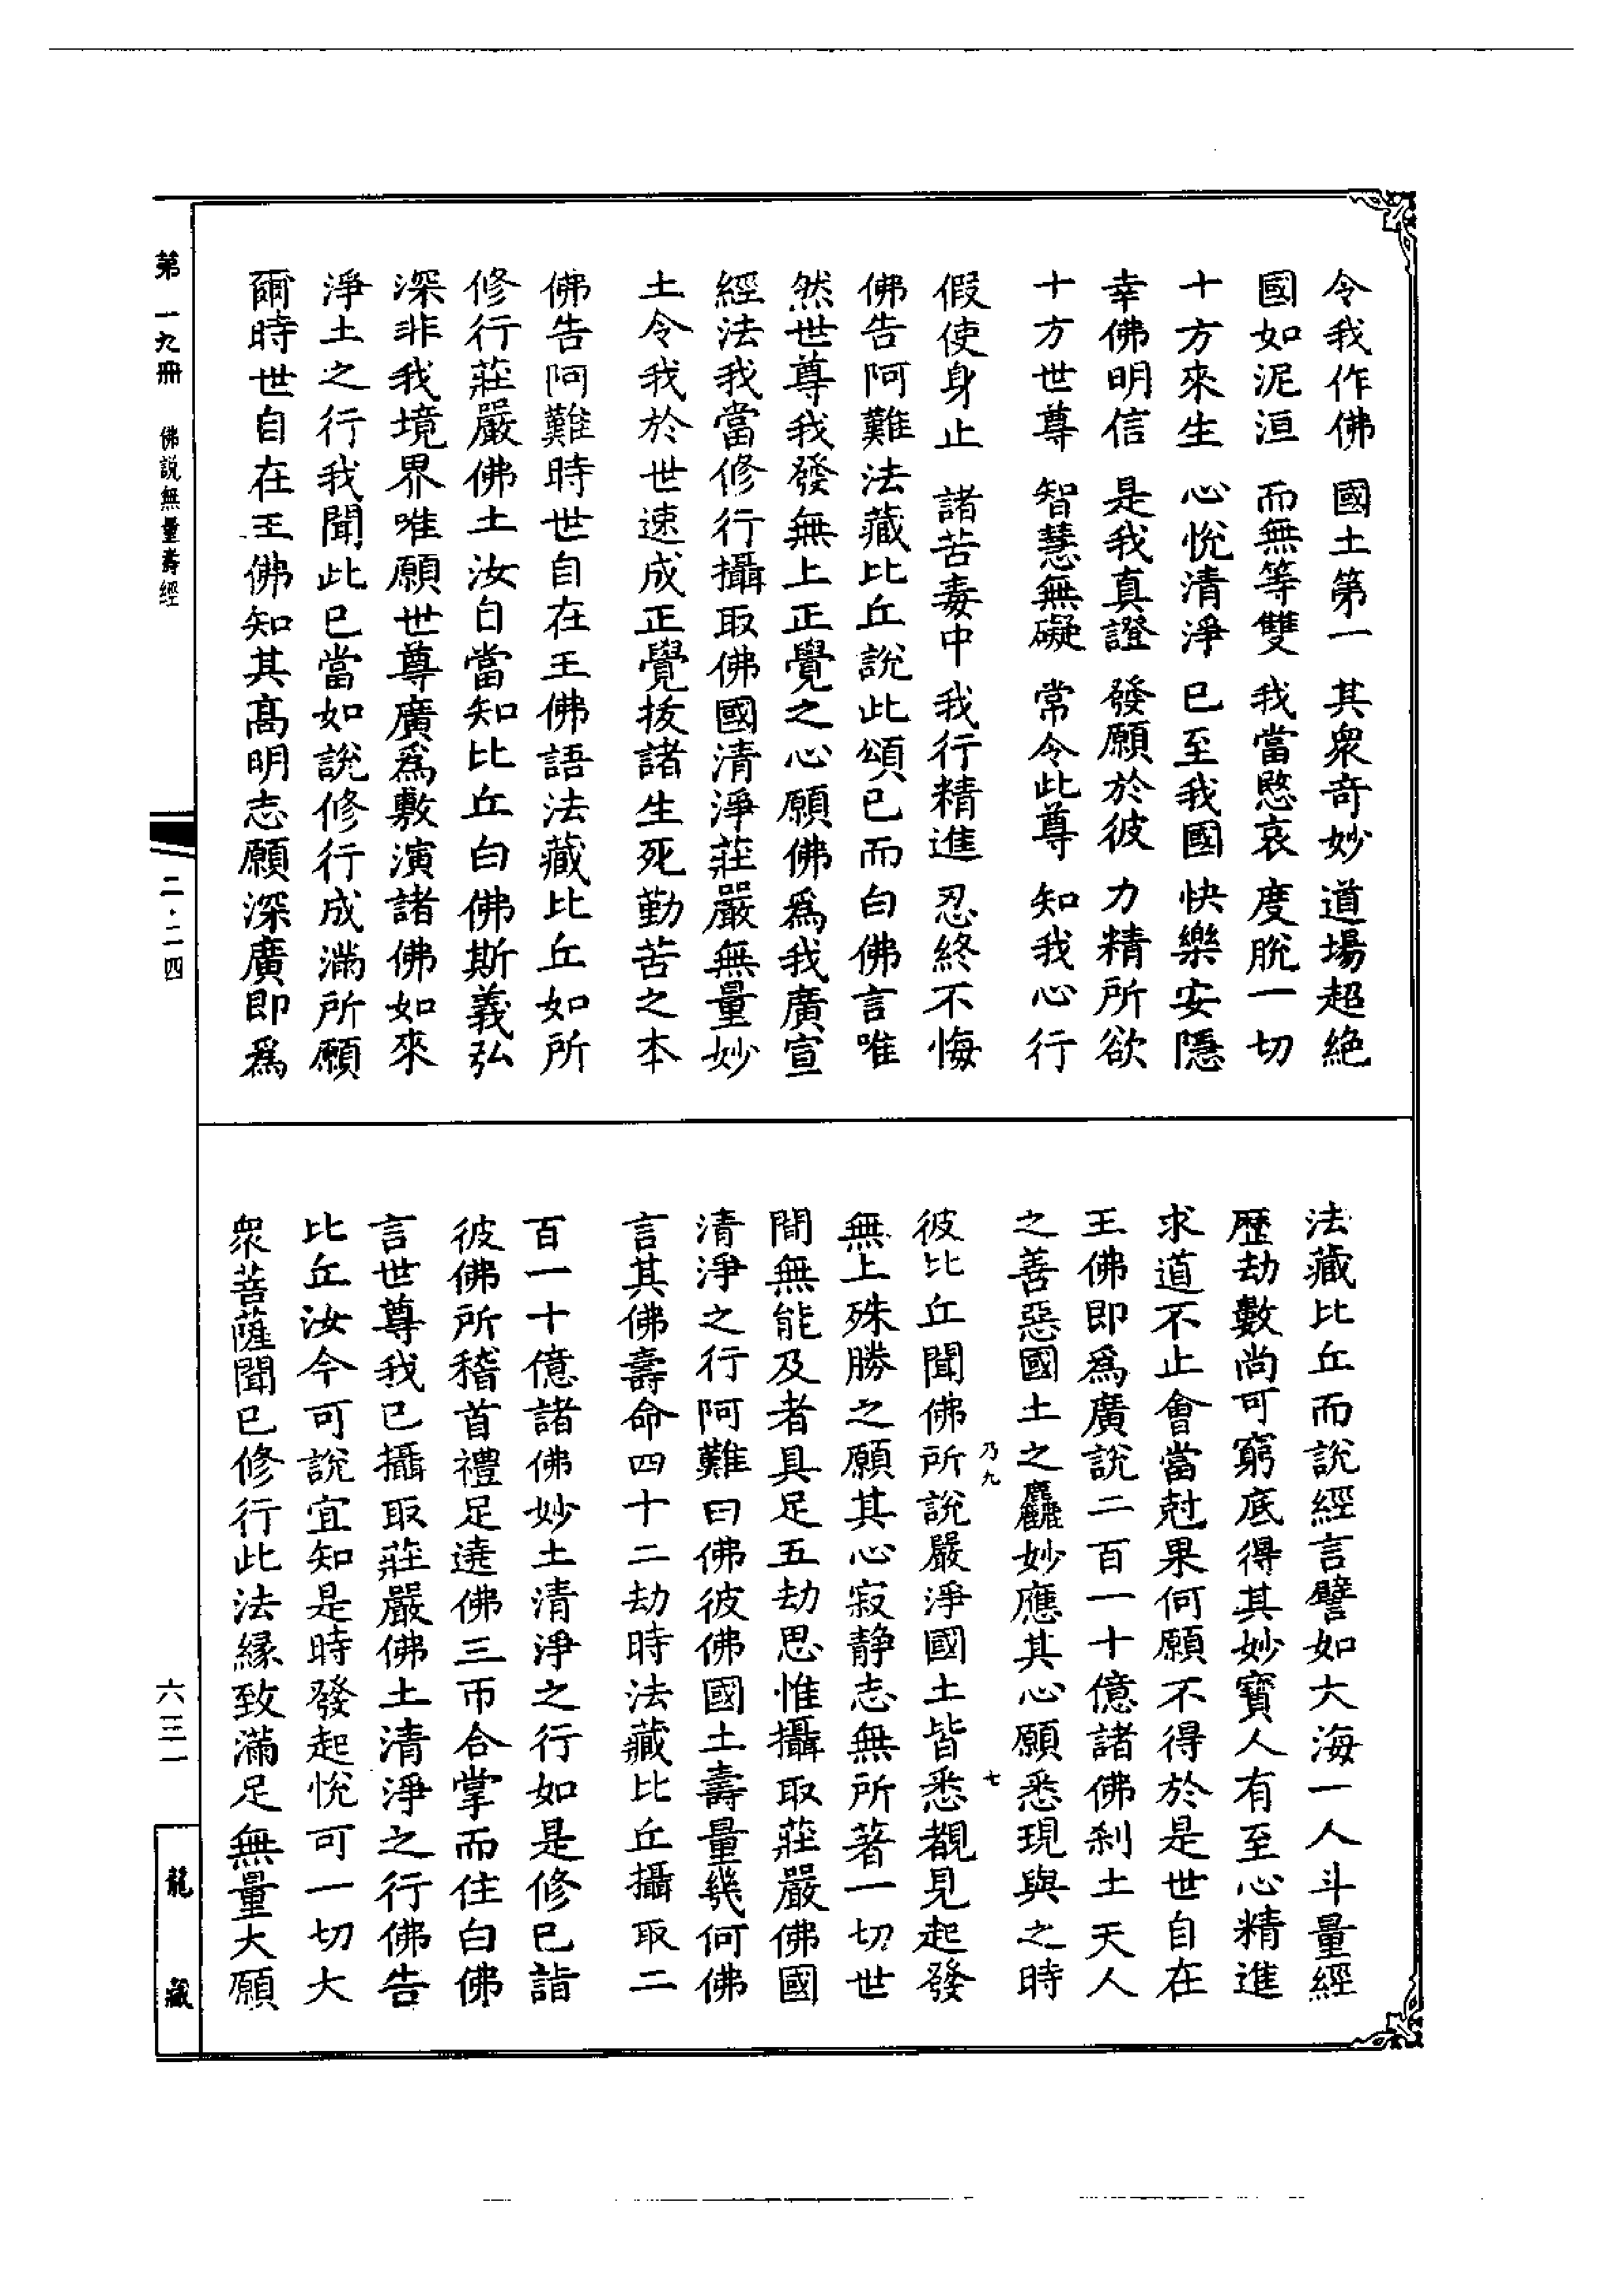 令我作佛　國土第一　其衆奇妙　道場超絶
國如泥洹　而無等雙　我當愍哀　度脫一切
十方來生　心悅清淨　已至我國　快樂安隱
幸佛明信　是我真證　發願於彼　力精所欲
十方世尊　智慧無礙　常令此尊　知我心行
假使身止　諸苦毒中　我行精進　忍終不悔
佛告阿難法藏比丘說此頌已而白佛言唯
然世尊我發無上正覺之心願佛爲我廣宣
經法我當修行攝取佛國清淨莊嚴無量妙
土令我於世速成正覺拔諸生死勤苦之本
佛告阿難時世自在王佛語法藏比丘如所
修行莊嚴佛土汝自當知比丘白佛斯義弘
深非我境界唯願世尊廣爲敷演諸佛如來
淨土之行我聞此已當如說修行成滿所願
爾時世自在王佛知其高明志願深廣即爲
法藏比丘而說經言譬如大海一人斗量經
歷劫數尚可窮底得其妙寶人有至心精進
求道不止會當尅果何願不得於是世自在
王佛即爲廣說二百一十億諸佛刹土天人
之善惡國土之麤妙應其心願悉現與之時
乃九　七
彼比丘聞佛所說嚴淨國土皆悉覩見起發
無上殊勝之願其心寂靜志無所著一切世
間無能及者具足五劫思惟攝取莊嚴佛國
清淨之行阿難曰佛彼佛國土壽量幾何佛
言其佛壽命四十二劫時法藏比丘攝取二
百一十億諸佛妙土清淨之行如是修已詣
彼佛所稽首禮足遶佛三帀合掌而住白佛
言世尊我已攝取莊嚴佛土清淨之行佛告
比丘汝今可說宜知是時發起悅可一切大
衆菩薩聞已修行此法緣致滿足無量大願
第一九冊　佛説無量壽經
二·二四
六三一
龍藏